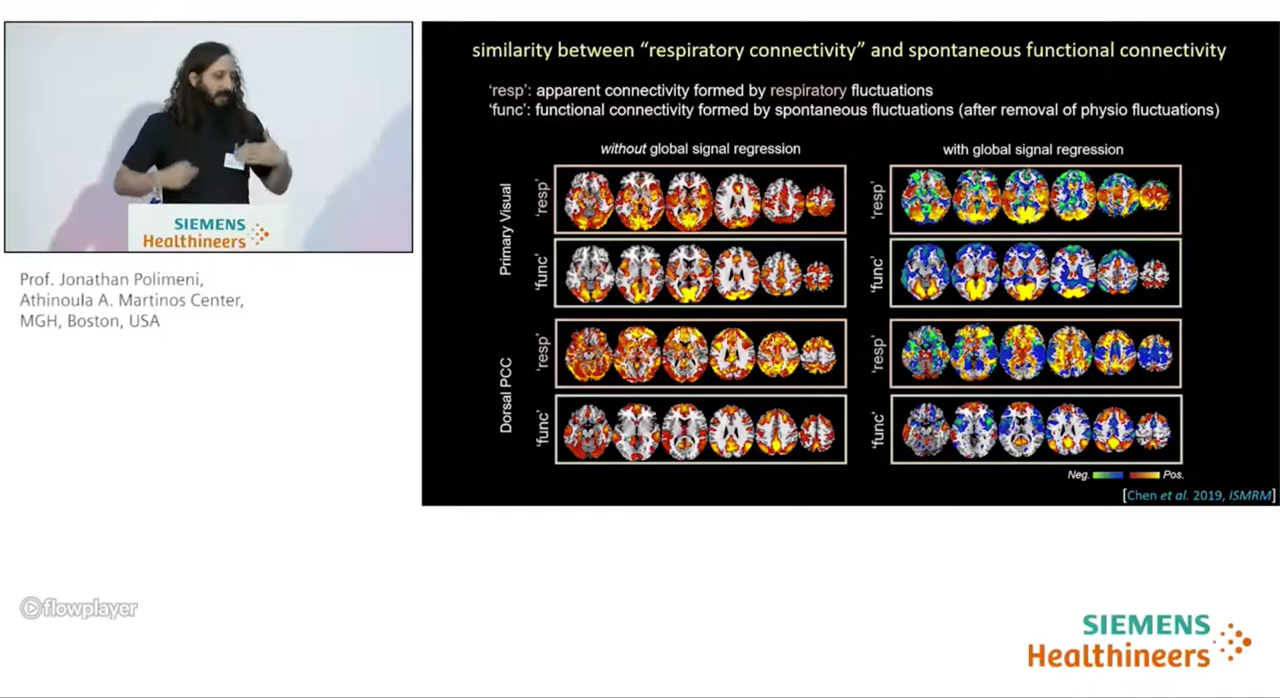 SIEMENS
Healthineers
Prof. Jonathan Polimeni,
Athinoula A. Martinos Center,
MGH, Boston, USA
similarity between “respiratory connectivity” and spontaneous functional connectivity
‘resp’: apparent connectivity formed by respiratory fluctuations
‘func’: functional connectivity formed by spontaneous fluctuations (after removal of physio fluctuations)
without global signal regression
with global signal regression
Primary Visual
‘resp’
‘func’
‘resp’
‘func’
Dorsal PCC
‘resp’
‘func’
‘resp’
‘func’
Neg.
Pos.
[Chen et al. 2019, ISMRM]
flowplayer
SIEMENS
Healthineers